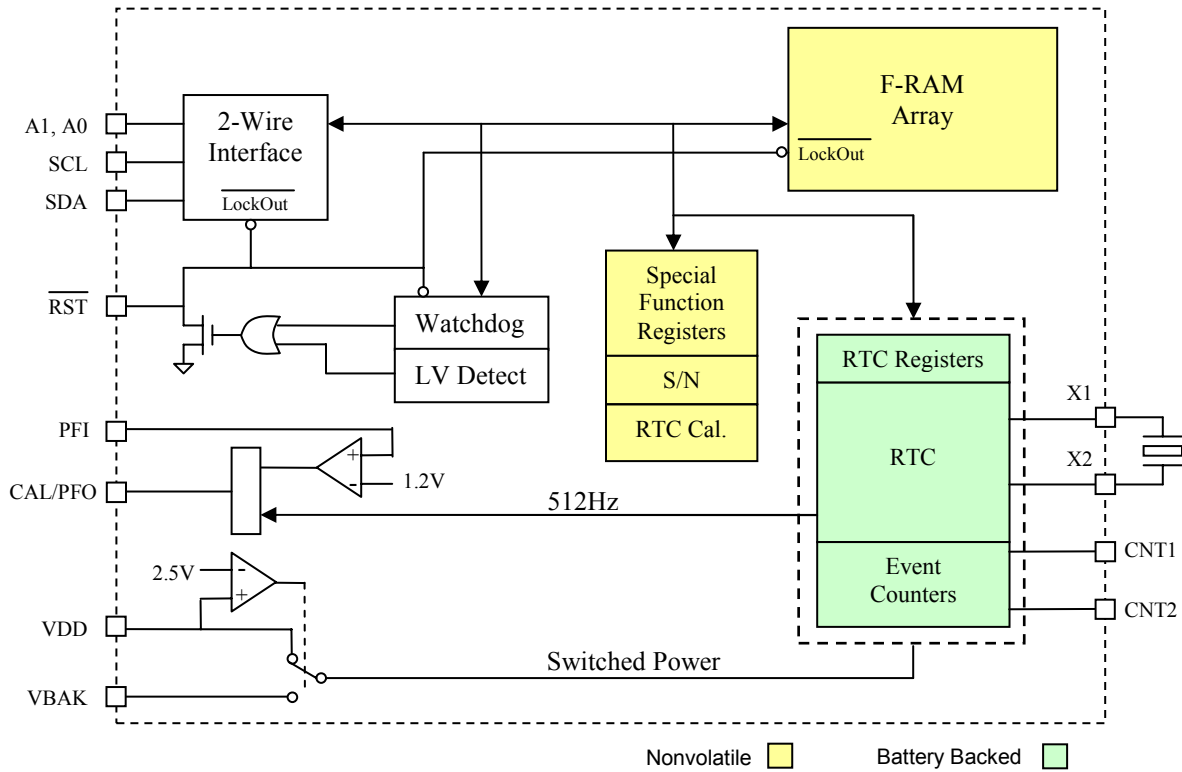 A1, A0
SCL
SDA
2-Wire
Interface
LockOut
F-RAM
Array
LockOut
RST
Watchdog
LV Detect
Special
Function
Registers
S/N
RTC Cal.
RTC Registers
RTC
Event
Counters
X1
X2
CNT1
CNT2
PFI
+
-
1.2V
CAL/PFO
512Hz
2.5V
-
+
VDD
VBAK
Switched Power
Nonvolatile
Battery Backed